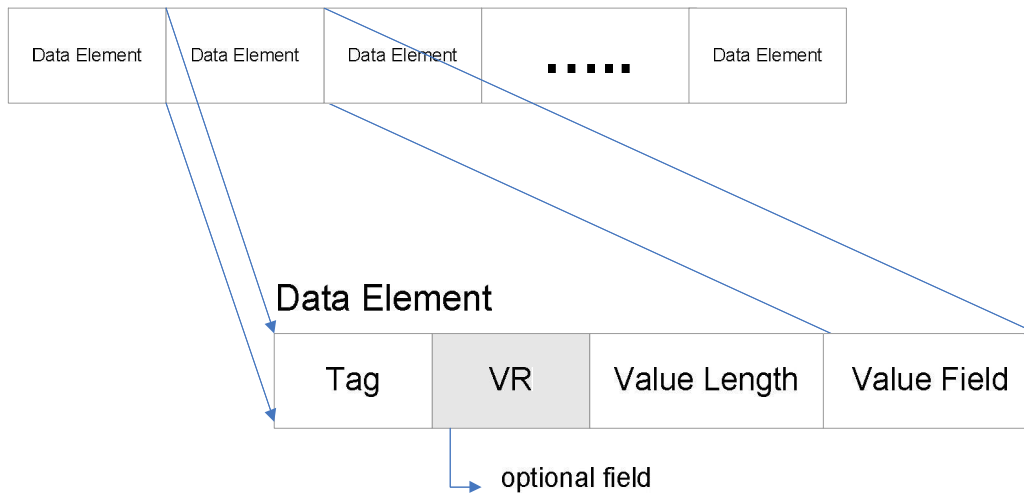 Data Element Data Element Data Element ..... Data Element
Data Element
Tag VR Value Length Value Field
optional field